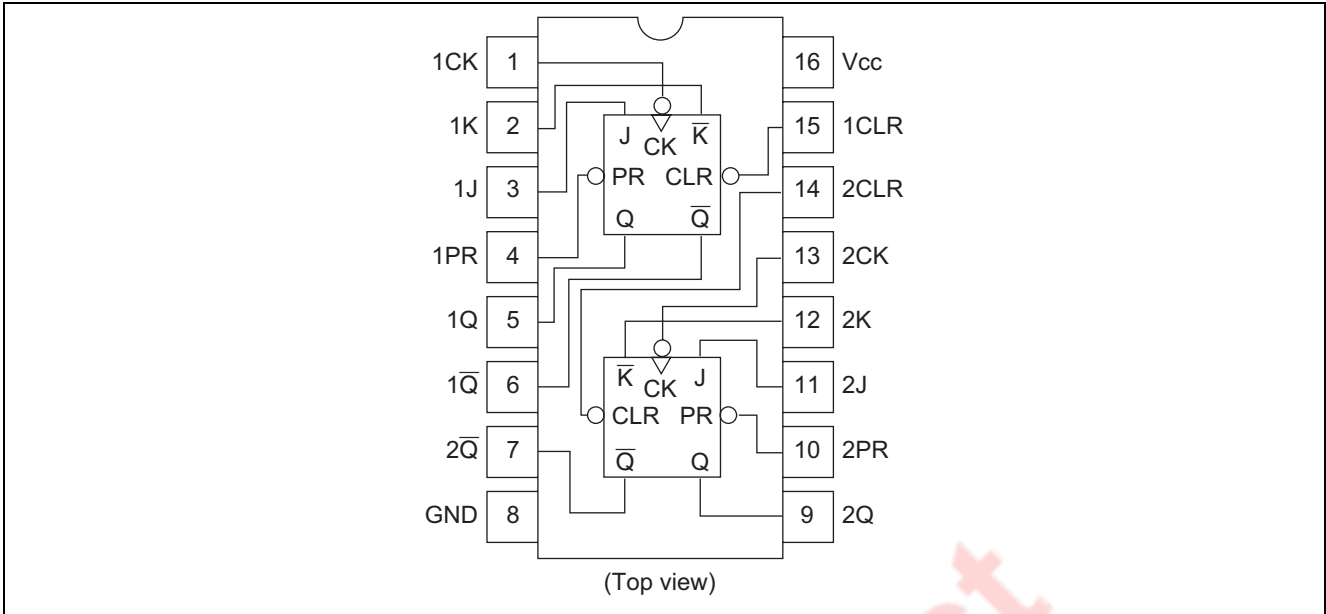 1CK 1 16 Vcc
1K 2 J CK K̅ 15 1CLR
PR CLR
1J 3 14 2CLR
Q Q̅
1PR 4 13 2CK
1Q 5 12 2K
1Q̅ 6 K̅ CK J 11 2J
CLR PR
2Q̅ 7 10 2PR
Q̅ Q
GND 8 9 2Q
(Top view)